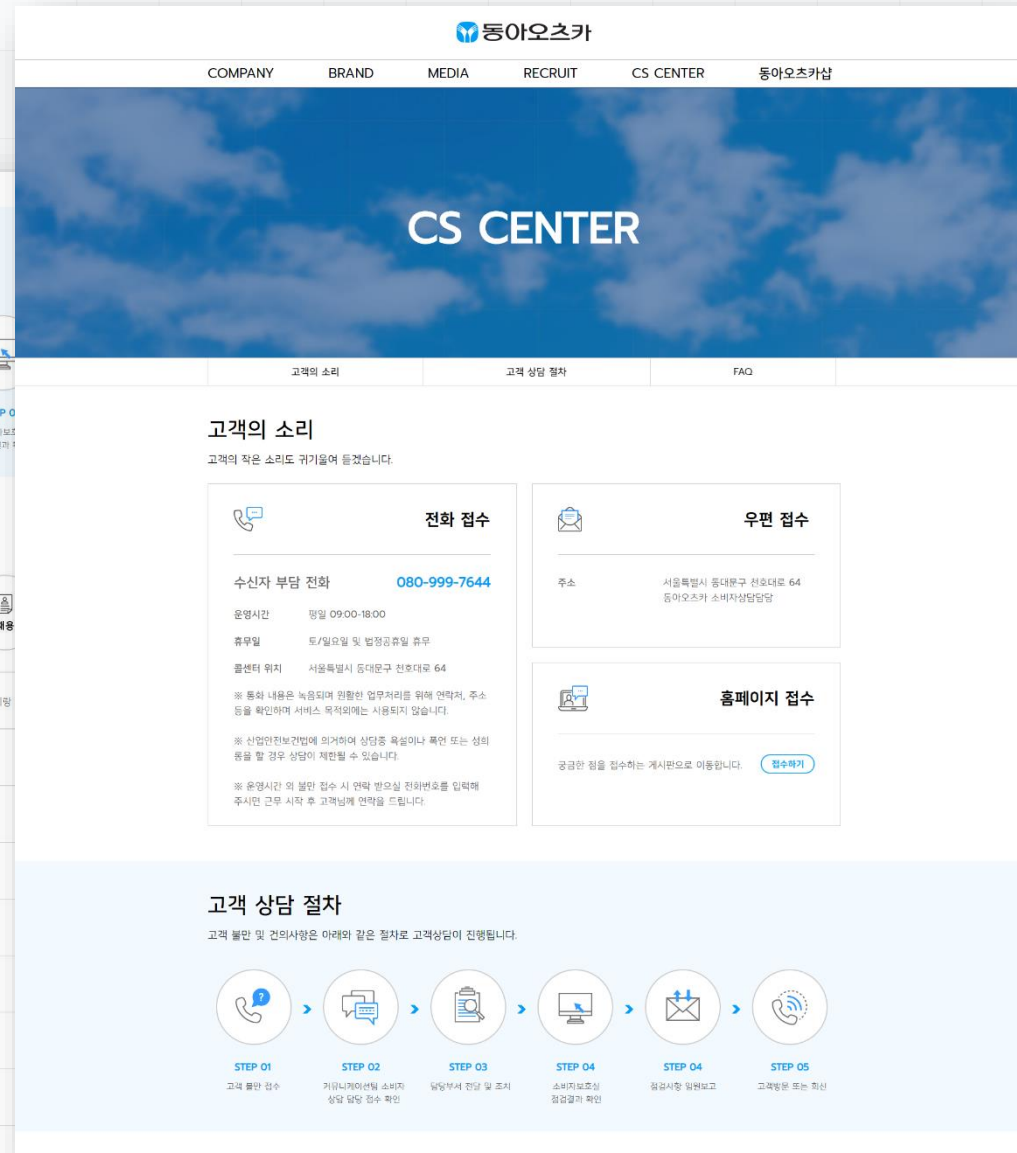 동아오츠카
COMPANY BRAND MEDIA RECRUIT CS CENTER 동아오츠카샵
CS CENTER
고객의 소리 고객 상담 절차 FAQ
고객의 소리
고객의 작은 소리도 귀기울여 듣겠습니다.
전화 접수
수신자 부담 전화 080-999-7644
운영시간 평일 09:00-18:00
휴무일 토/일요일 및 법정공휴일 휴무
콜센터 위치 서울특별시 동대문구 천호대로 64
※ 통화 내용은 녹음되며 원활한 업무처리를 위해 연락처, 주소
등을 확인하며 서비스 목적외에는 사용되지 않습니다.
※ 산업안전보건법에 의거하여 상담중 욕설이나 폭언 또는 성희
롱을 할 경우 상담이 제한될 수 있습니다.
※ 운영시간 외 불만 접수 시 연락 받으실 전화번호를 입력해
주시면 근무 시작 후 고객님께 연락을 드립니다.
우편 접수
주소 서울특별시 동대문구 천호대로 64
동아오츠카 소비자상담담당
홈페이지 접수
궁금한 점을 접수하는 게시판으로 이동합니다. 접수하기
고객 상담 절차
고객 불만 및 건의사항은 아래와 같은 절차로 고객상담이 진행됩니다.
STEP 01 STEP 02 STEP 03 STEP 04 STEP 04 STEP 05
고객 불만 접수 커뮤니케이션팀 소비자 담당부서 전달 및 조치 소비자보호실 점검사항 임원보고 고객방문 또는 회신
상담 담당 접수 확인 점검결과 확인